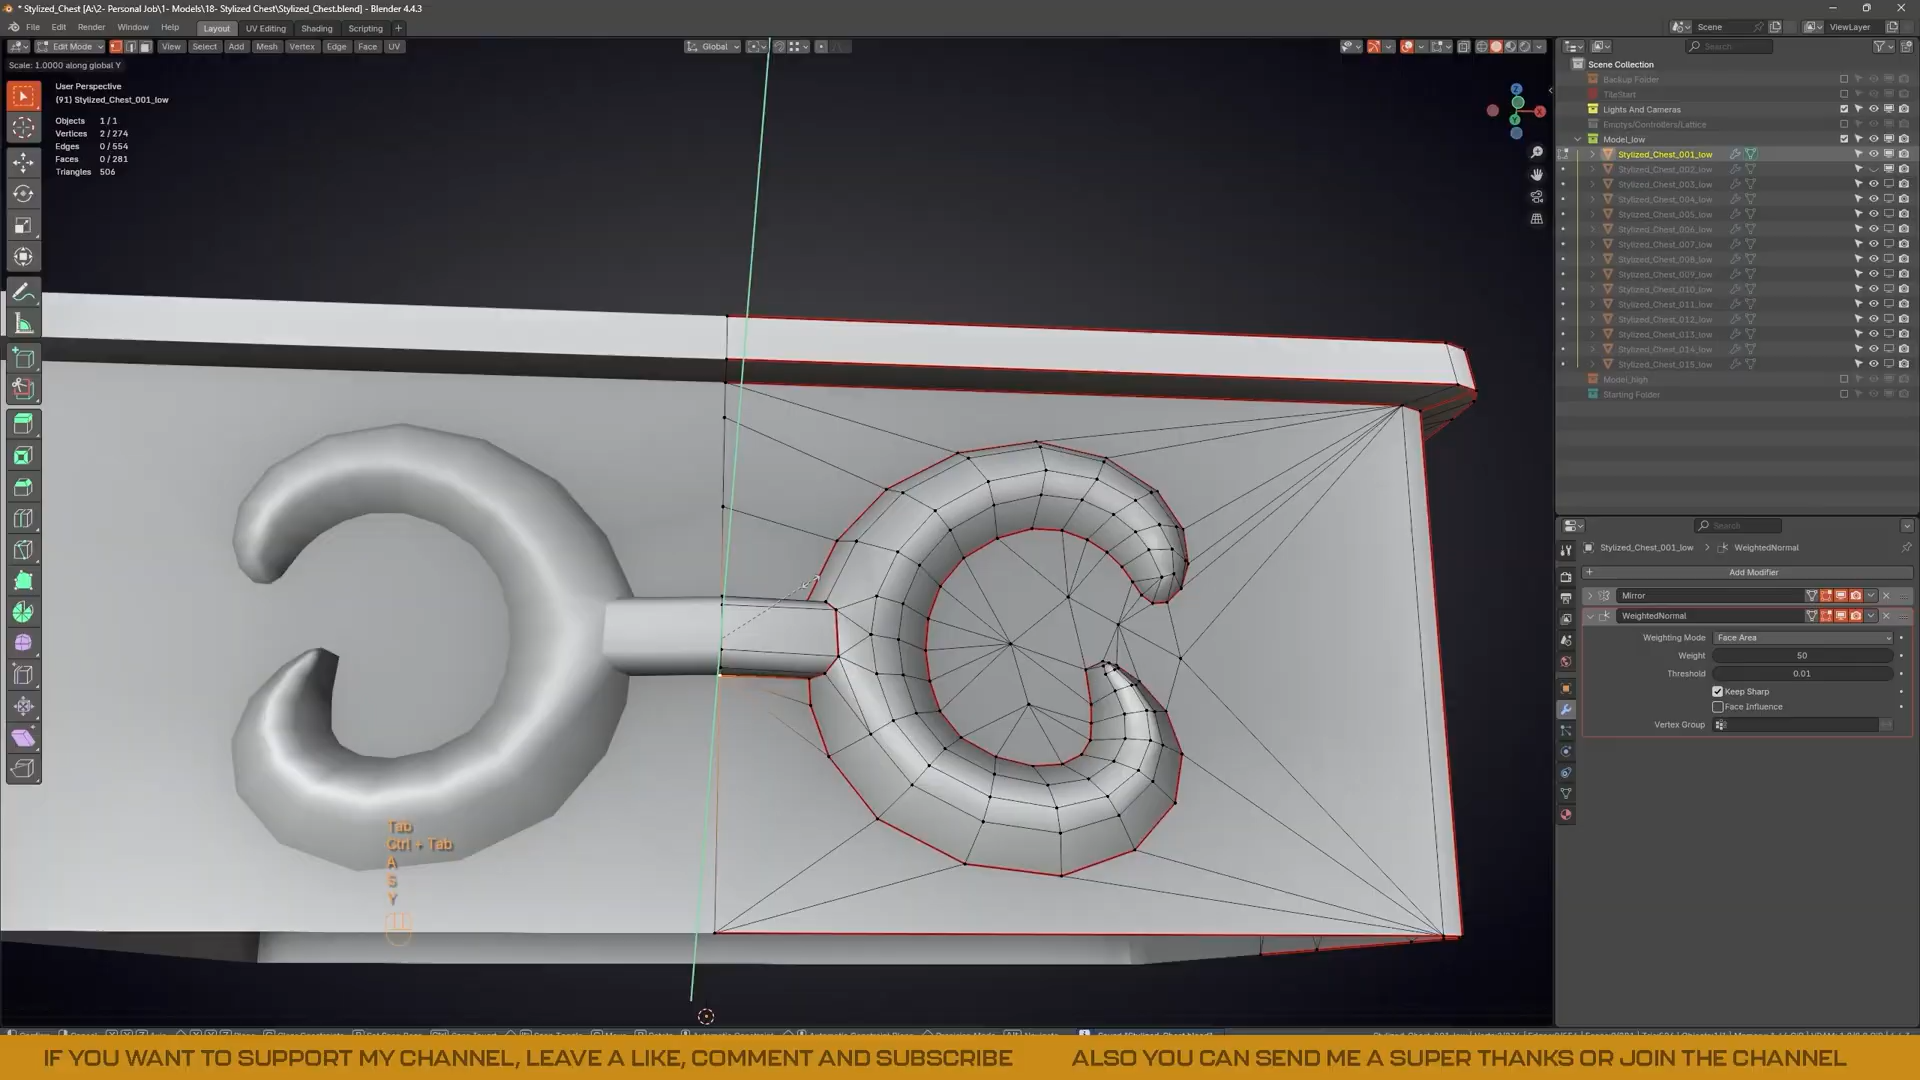 * Stylized_Chest [A:\2- Personal Job\1- Models\18- Stylized Chest\Stylized_Chest.blend] - Blender 4.4.3
File Edit Render Window Help Layout UV Editing Shading Scripting + Scene ViewLayer
Edit Mode View Select Add Mesh Vertex Edge Face UV Global Search
Scale: 1.0000 along global Y
User Perspective
(91) Stylized_Chest_001_low
Objects 1 / 1
Vertices 2 / 274
Edges 0 / 554
Faces 0 / 281
Triangles 506
Scene Collection
Backup Folder
TileStart
Lights And Cameras
Emptys/Controllers/Lattice
Model_low
Stylized_Chest_001_low
Stylized_Chest_002_low
Stylized_Chest_003_low
Stylized_Chest_004_low
Stylized_Chest_005_low
Stylized_Chest_006_low
Stylized_Chest_007_low
Stylized_Chest_008_low
Stylized_Chest_009_low
Stylized_Chest_010_low
Stylized_Chest_011_low
Stylized_Chest_012_low
Stylized_Chest_013_low
Stylized_Chest_014_low
Stylized_Chest_015_low
Model_high
Starting Folder
Search
Stylized_Chest_001_low > WeightedNormal
+ Add Modifier
Mirror
WeightedNormal
Weighting Mode Face Area
Weight 50
Threshold 0.01
Keep Sharp
Face Influence
Vertex Group
Z
X
Y
Tab
Ctrl + Tab
A
S
Y
IF YOU WANT TO SUPPORT MY CHANNEL, LEAVE A LIKE, COMMENT AND SUBSCRIBE ALSO YOU CAN SEND ME A SUPER THANKS OR JOIN THE CHANNEL